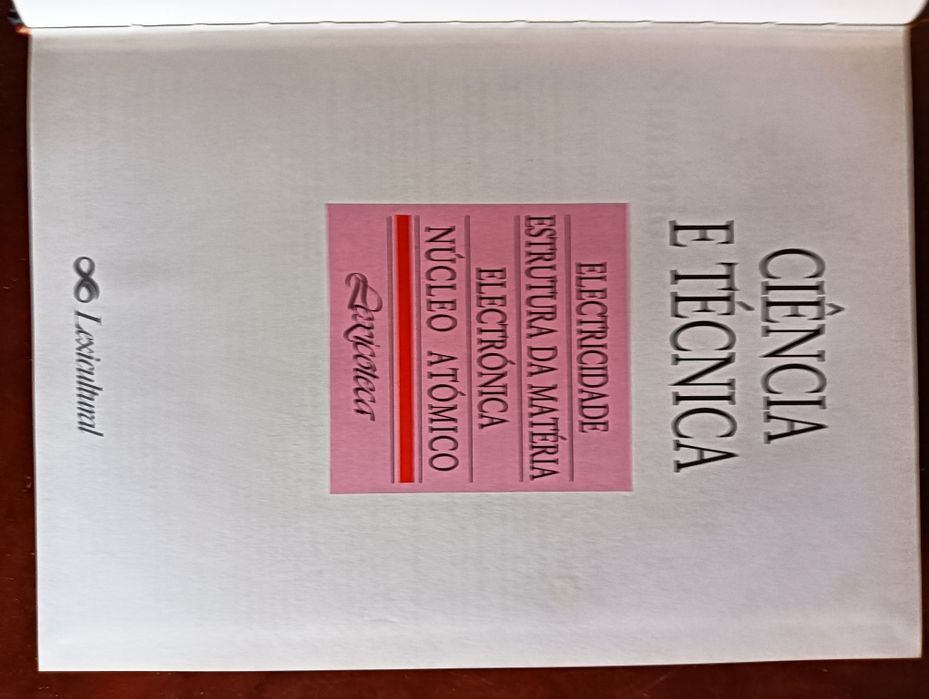 CIÊNCIA
E TÉCNICA
ELECTRICIDADE
ESTRUTURA DA MATÉRIA
ELECTRÓNICA
NÚCLEO ATÓMICO
Lexicoteca
Lexicultural